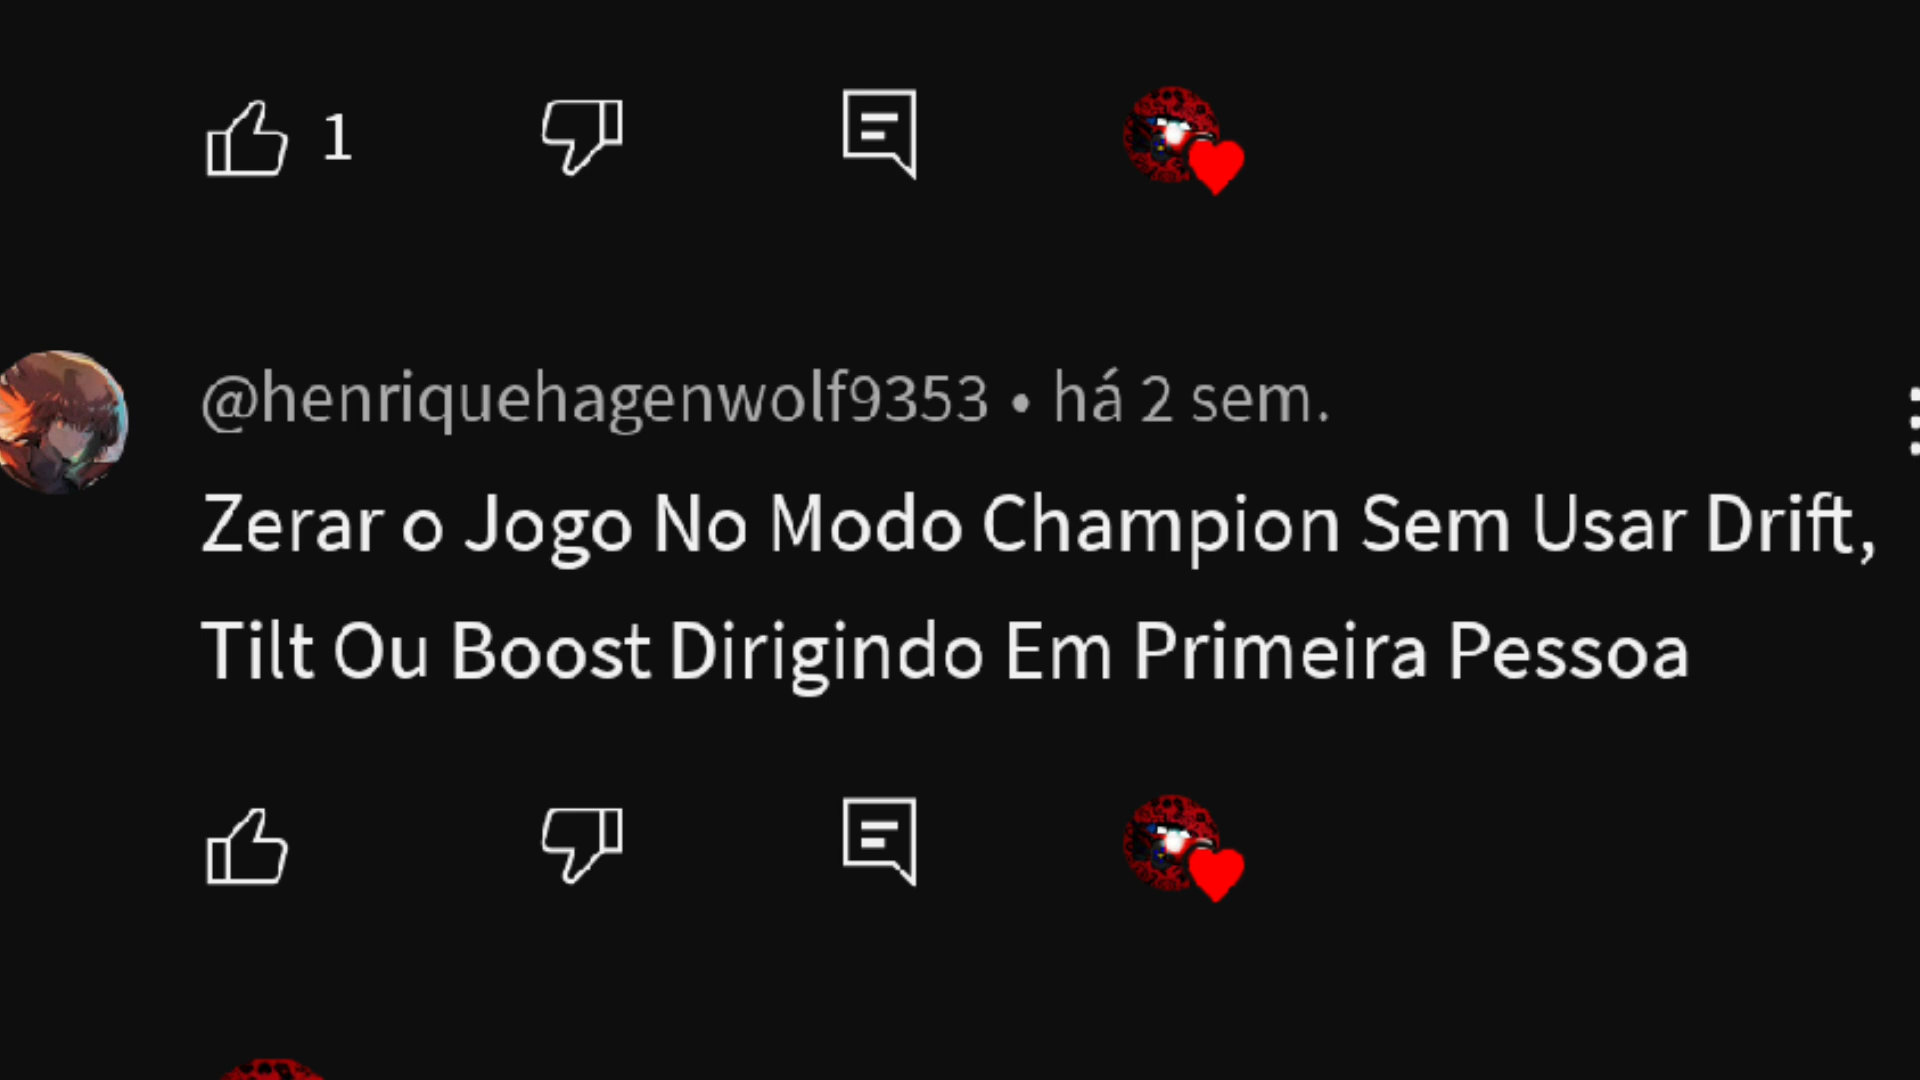 1
@henriquehagenwolf9353 • há 2 sem.
Zerar o Jogo No Modo Champion Sem Usar Drift,
Tilt Ou Boost Dirigindo Em Primeira Pessoa